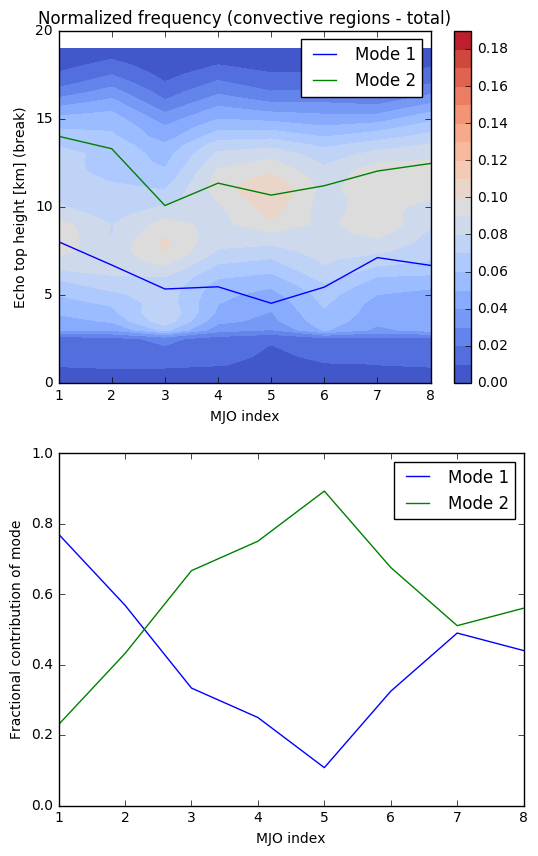 Normalized frequency (convective regions - total)
20
15
10
5
0
Echo top height [km] (break)
Mode 1
Mode 2
1 2 3 4 5 6 7 8
MJO index
0.18
0.16
0.14
0.12
0.10
0.08
0.06
0.04
0.02
0.00
1.0
0.8
0.6
0.4
0.2
0.0
Fractional contribution of mode
Mode 1
Mode 2
1 2 3 4 5 6 7 8
MJO index